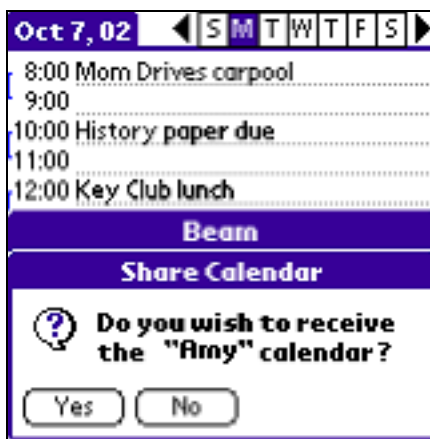 Oct 7, 02 S M T W T F S
8:00 Mom Drives carpool
9:00
10:00 History paper due
11:00
12:00 Key Club lunch
Beam
Share Calendar
Do you wish to receive
the "Amy" calendar?
Yes No